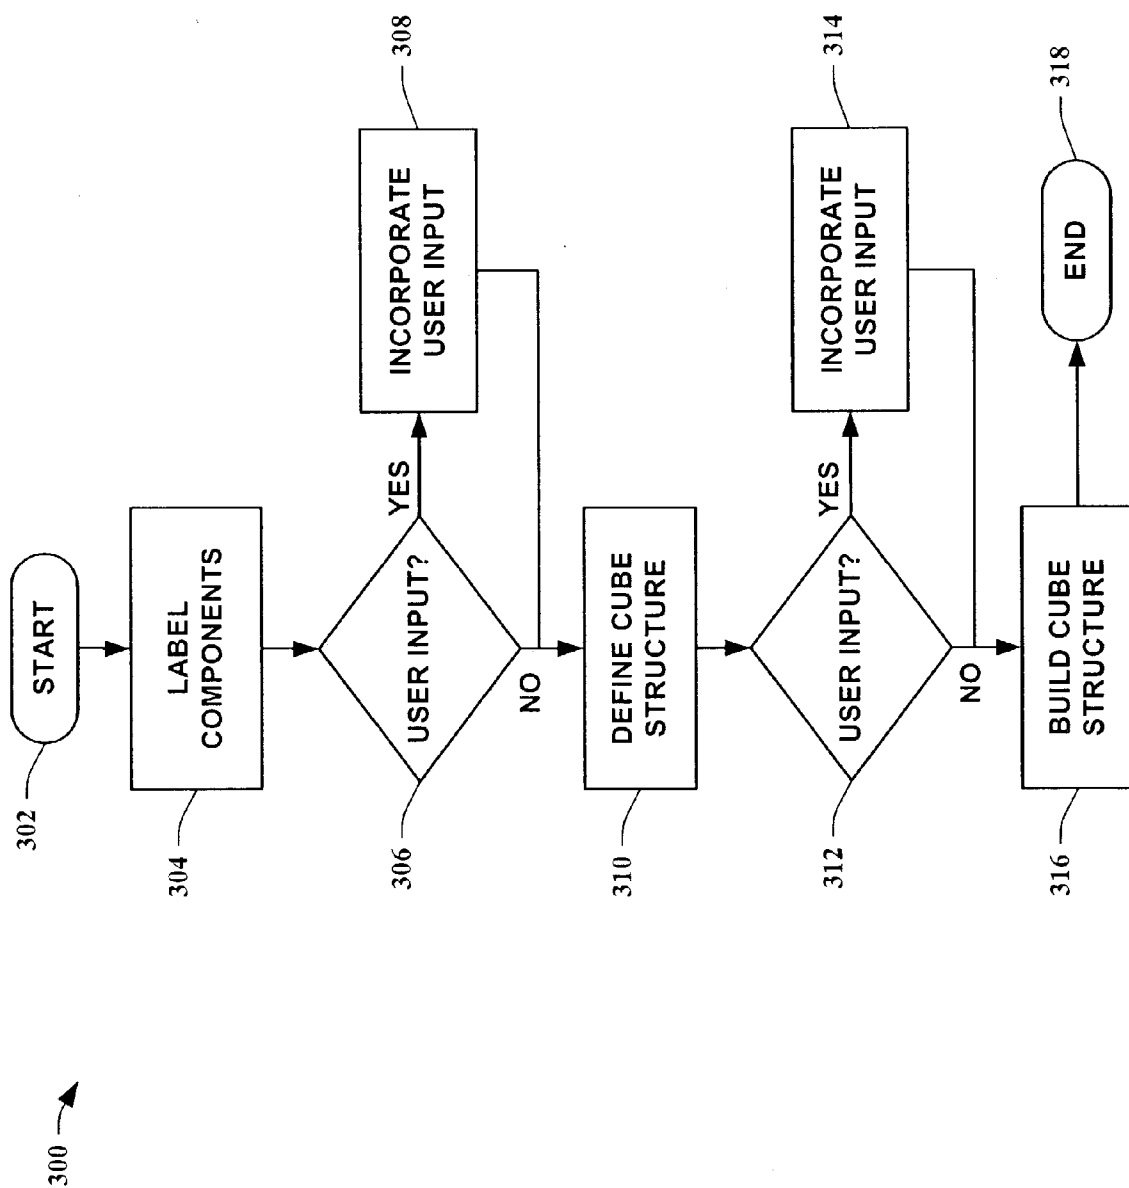 300
START
302
LABEL
COMPONENTS
304
USER INPUT?
306
YES
INCORPORATE
USER INPUT
308
NO
DEFINE CUBE
STRUCTURE
310
USER INPUT?
312
YES
INCORPORATE
USER INPUT
314
NO
BUILD CUBE
STRUCTURE
316
END
318